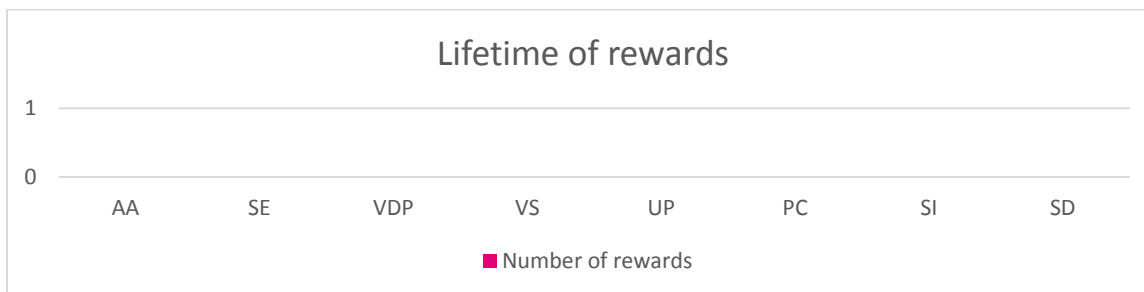 Lifetime of rewards
1
0
AA SE VDP VS UP PC SI SD
Number of rewards